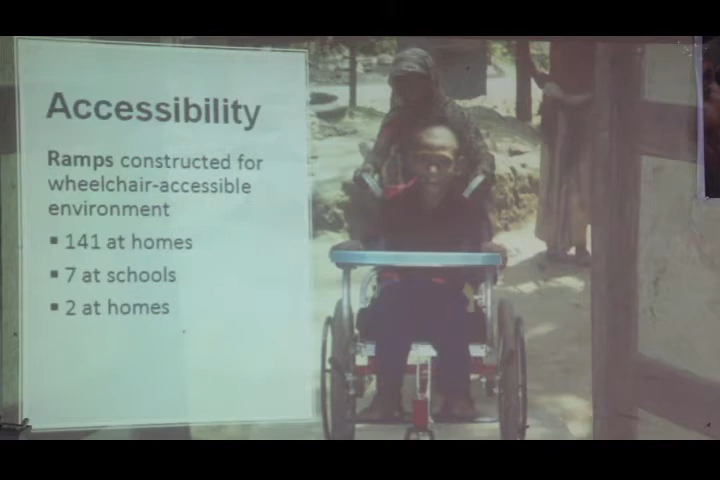 Accessibility
Ramps constructed for
wheelchair-accessible
environment
▪ 141 at homes
▪ 7 at schools
▪ 2 at homes